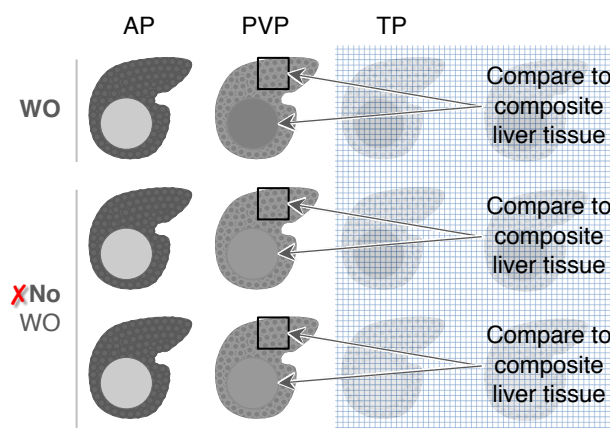 AP PVP TP
WO
Compare to
composite
liver tissue
Compare to
composite
liver tissue
✗No
WO
Compare to
composite
liver tissue